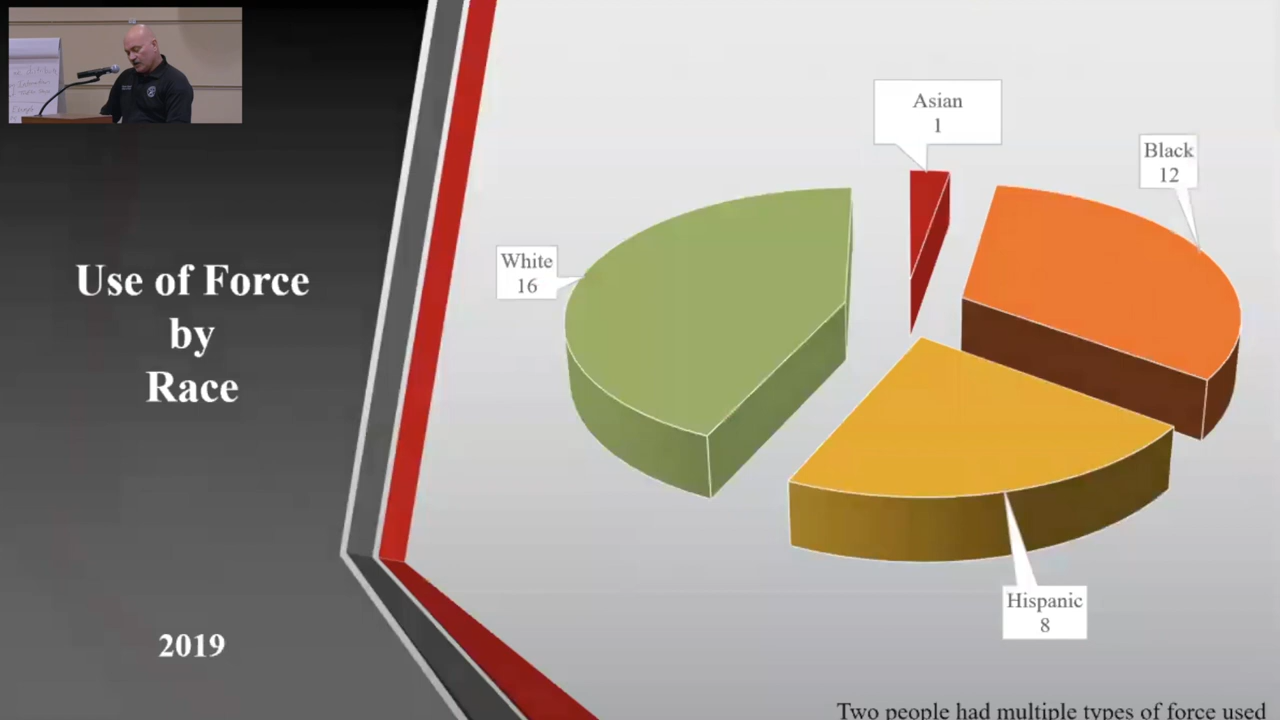 Use of Force
by
Race
2019
Asian
1
Black
12
White
16
Hispanic
8
Two people had multiple types of force used